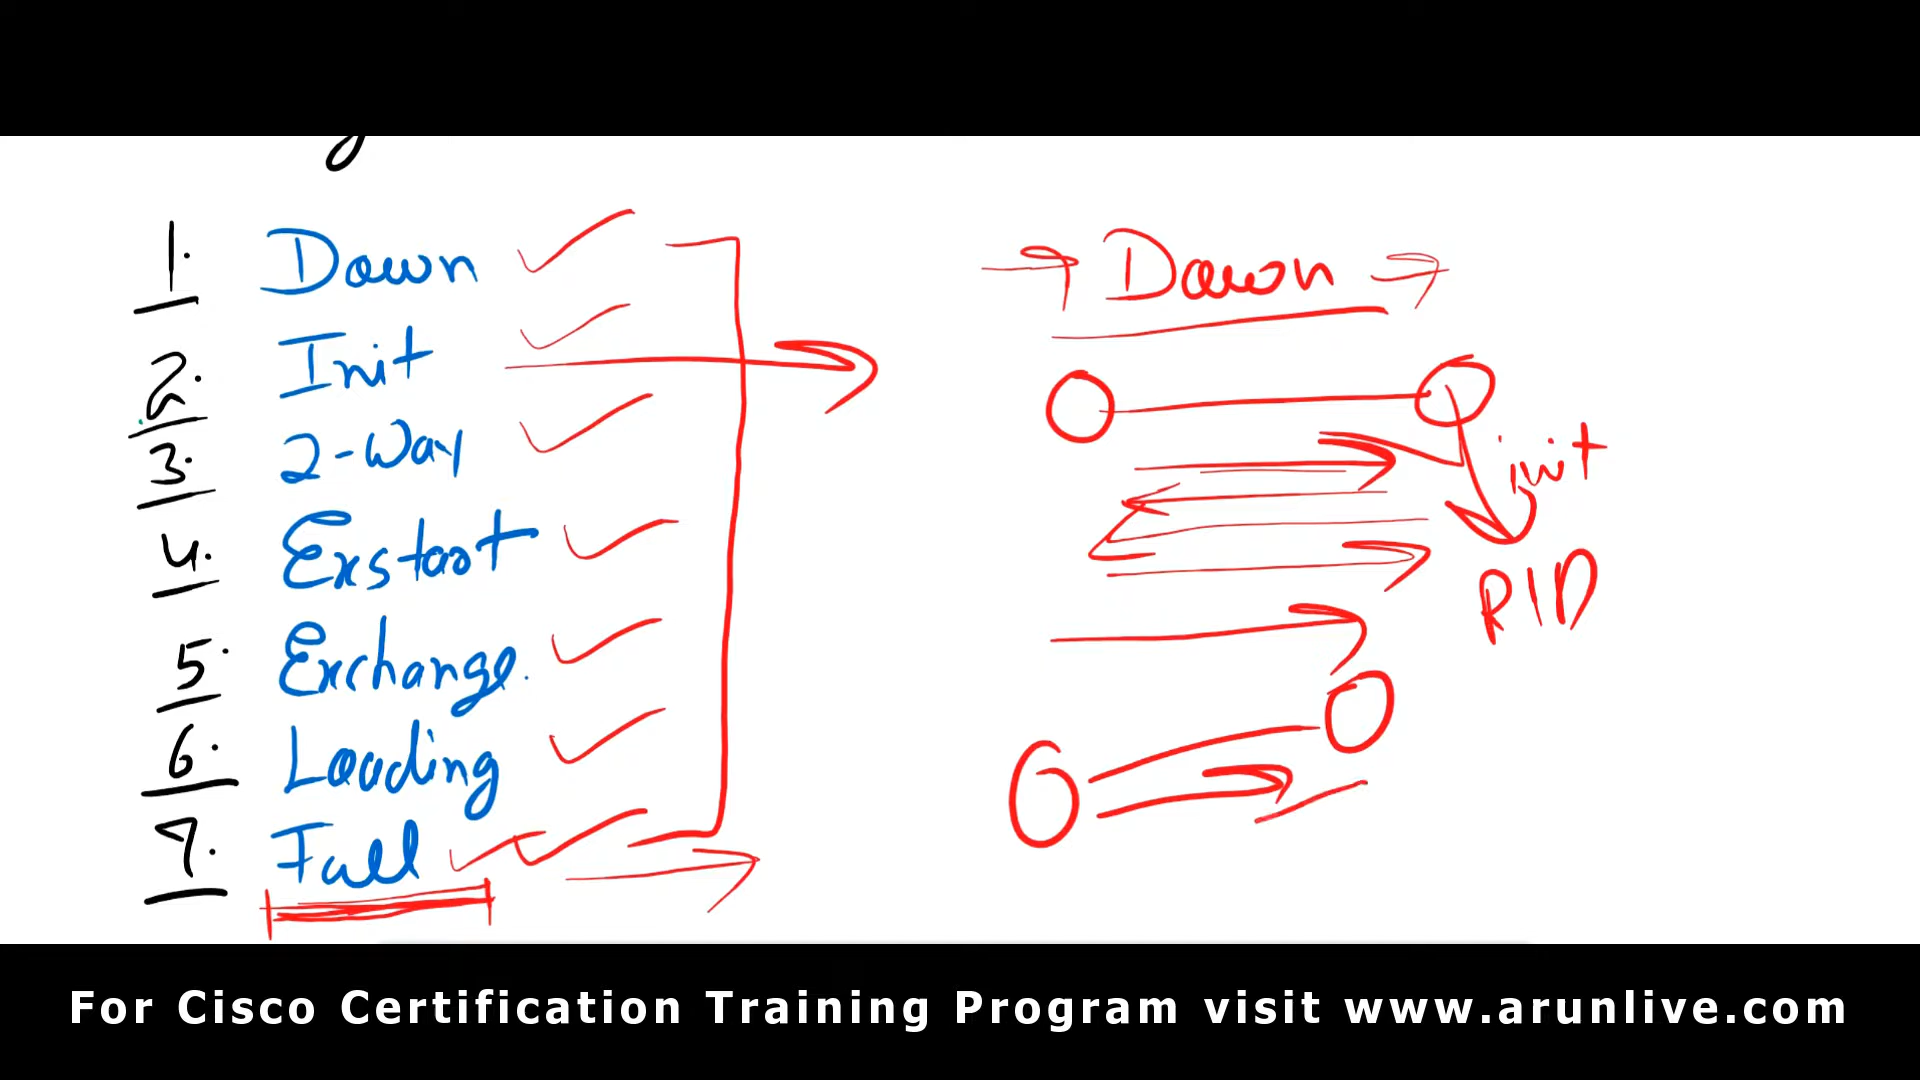 1. Down
2. Init
3. 2-Way
4. Exstart
5. Exchange.
6. Loading
7. Full
Down
init
RID
For Cisco Certification Training Program visit www.arunlive.com